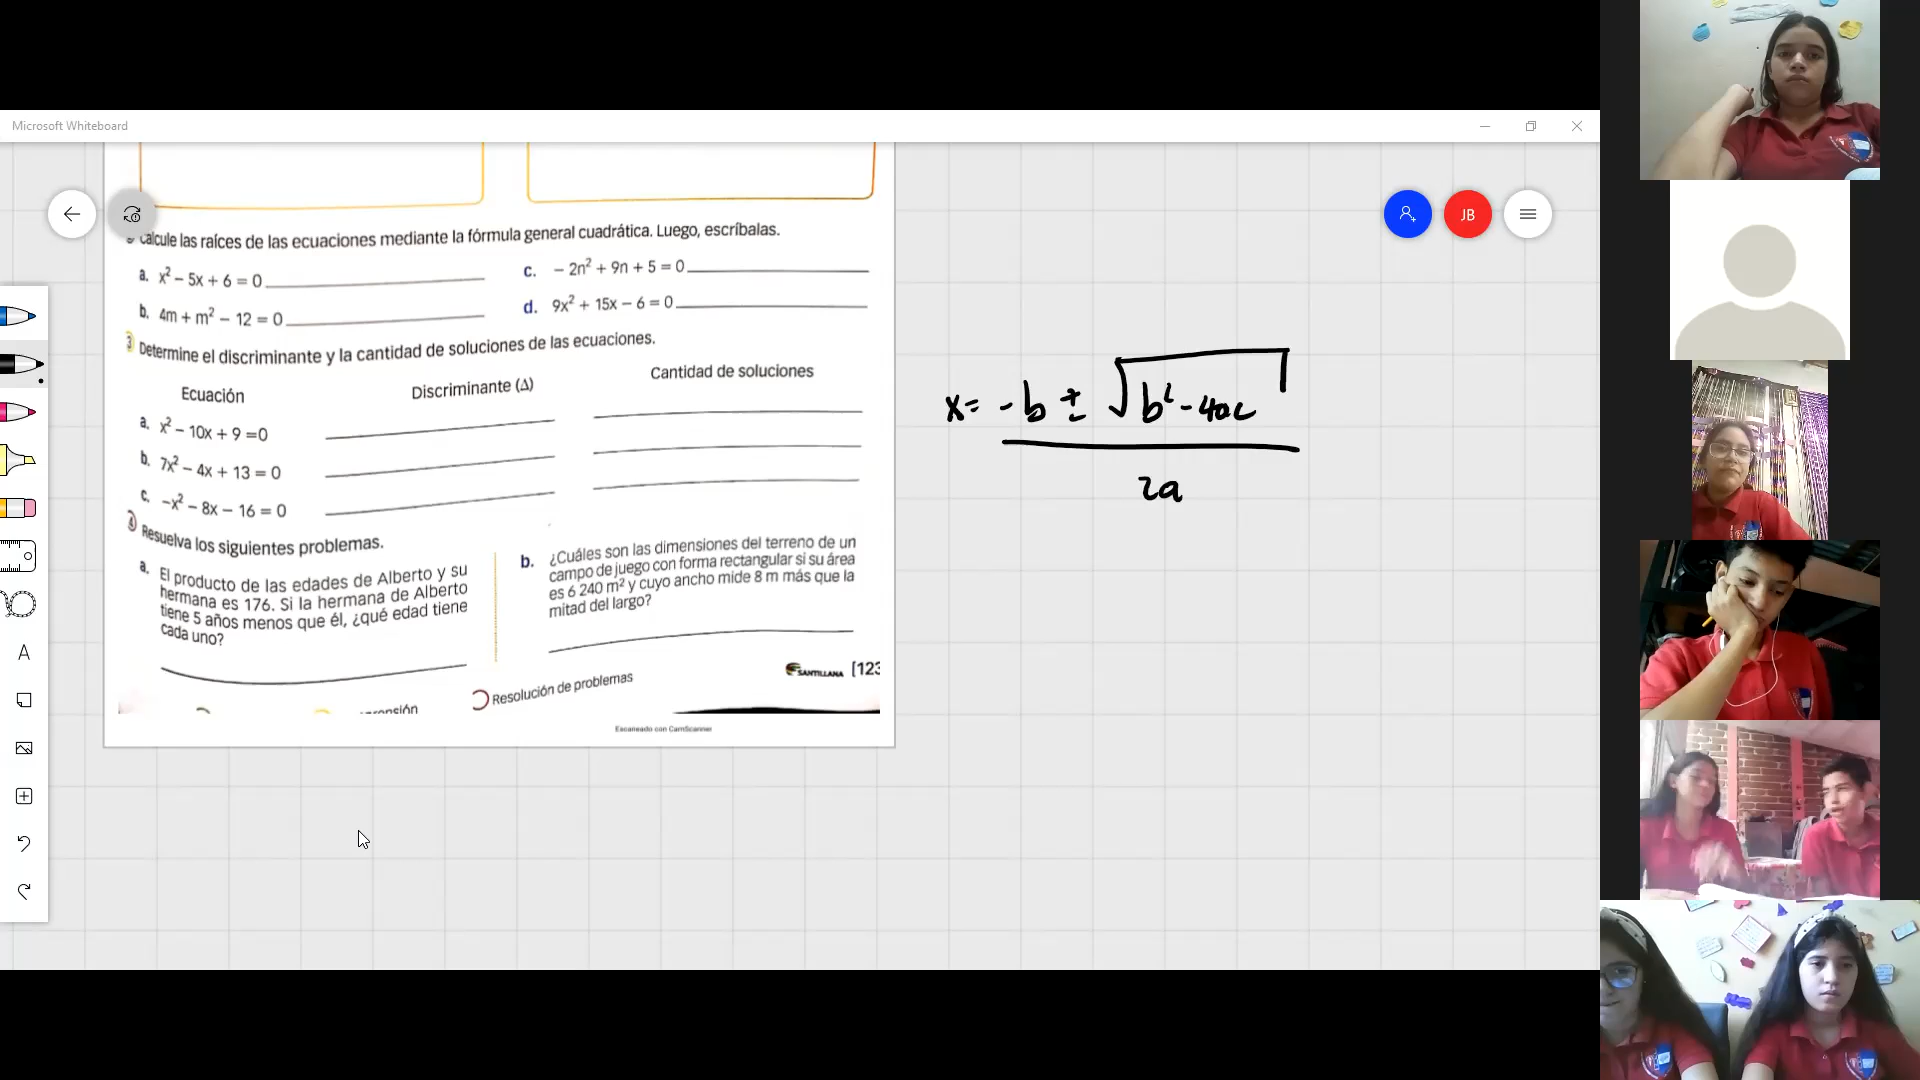 Microsoft Whiteboard
JB
Calcule las raíces de las ecuaciones mediante la fórmula general cuadrática. Luego, escríbalas.
a. x² – 5x + 6 = 0
b. 4m + m² – 12 = 0
c. – 2n² + 9n + 5 = 0
d. 9x² + 15x – 6 = 0
3 Determine el discriminante y la cantidad de soluciones de las ecuaciones.
Ecuación
Discriminante (Δ)
Cantidad de soluciones
a. x² – 10x + 9 =0
b. 7x² – 4x + 13 = 0
c. –x² – 8x – 16 = 0
4 Resuelva los siguientes problemas.
a. El producto de las edades de Alberto y su
hermana es 176. Si la hermana de Alberto
tiene 5 años menos que él, ¿qué edad tiene
cada uno?
b. ¿Cuáles son las dimensiones del terreno de un
campo de juego con forma rectangular si su área
es 6 240 m² y cuyo ancho mide 8 m más que la
mitad del largo?
SANTILLANA [123
Resolución de problemas
Escaneado con CamScanner
x= -b ± √b²-4ac
2a
A